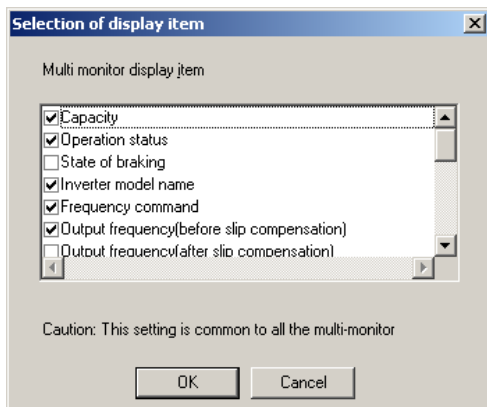 Selection of display item
Multi monitor display item
Capacity
Operation status
State of braking
Inverter model name
Frequency command
Output frequency(before slip compensation)
Output frequency(after slip compensation)
Caution: This setting is common to all the multi-monitor
OK
Cancel